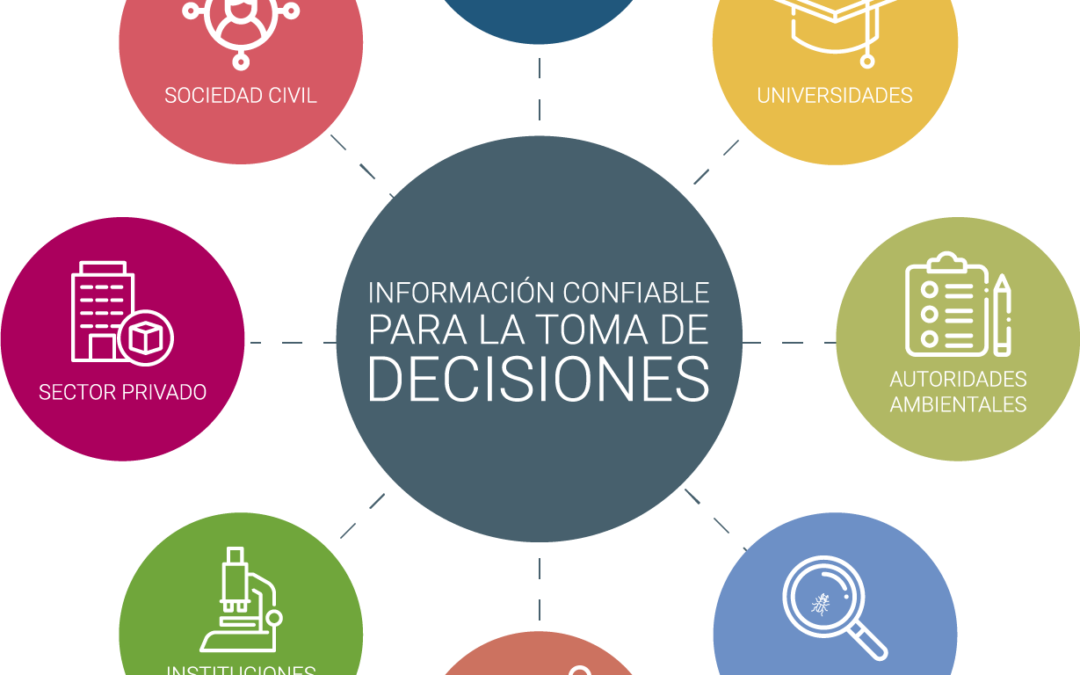 SOCIEDAD CIVIL
UNIVERSIDADES
INFORMACIÓN CONFIABLE
PARA LA TOMA DE
DECISIONES
SECTOR PRIVADO
AUTORIDADES
AMBIENTALES
INSTITUCIONES